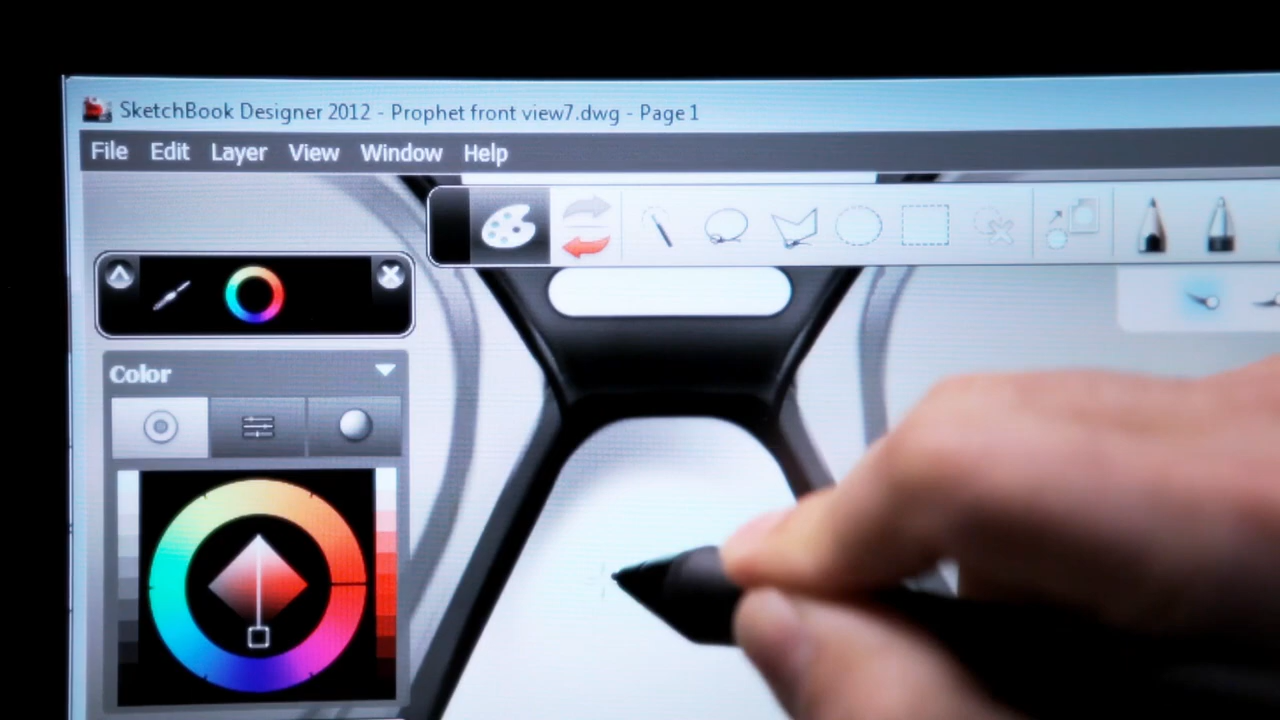 SketchBook Designer 2012 - Prophet front view7.dwg - Page 1
File Edit Layer View Window Help
Color